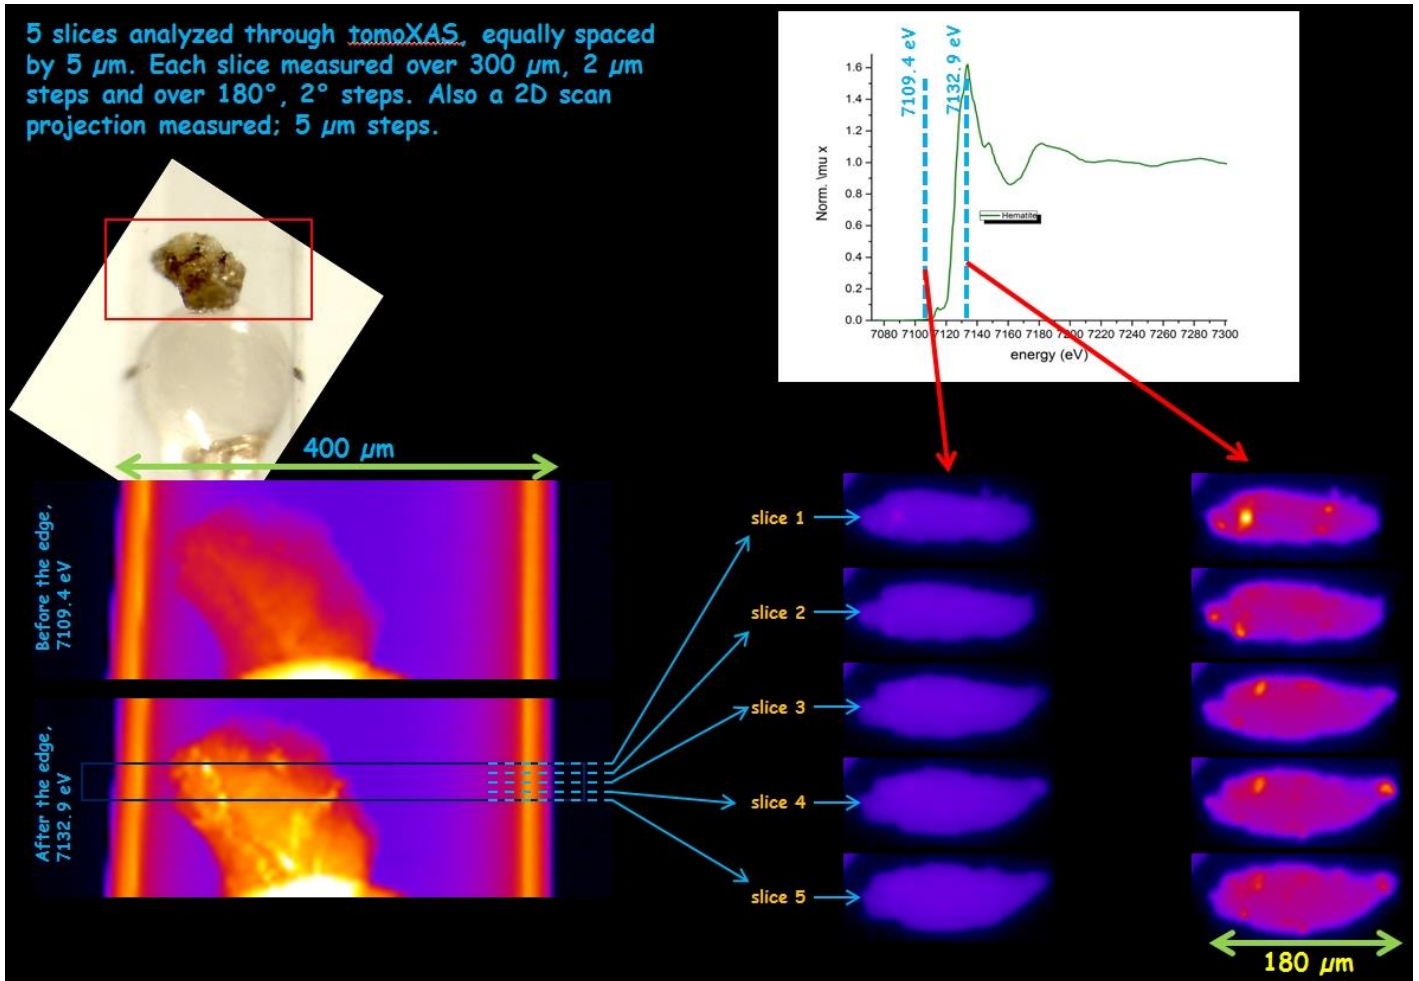 5 slices analyzed through tomoXAS, equally spaced
by 5 µm. Each slice measured over 300 µm, 2 µm
steps and over 180°, 2° steps. Also a 2D scan
projection measured; 5 µm steps.
7109.4 eV
7132.9 eV
1.6
1.4
1.2
1.0
0.8
0.6
0.4
0.2
0.0
Norm. \mu x
Hematite
7080 7100 7120 7140 7160 7180 7200 7220 7240 7260 7280 7300
energy (eV)
400 µm
Before the edge,
7109.4 eV
After the edge,
7132.9 eV
slice 1
slice 2
slice 3
slice 4
slice 5
180 µm